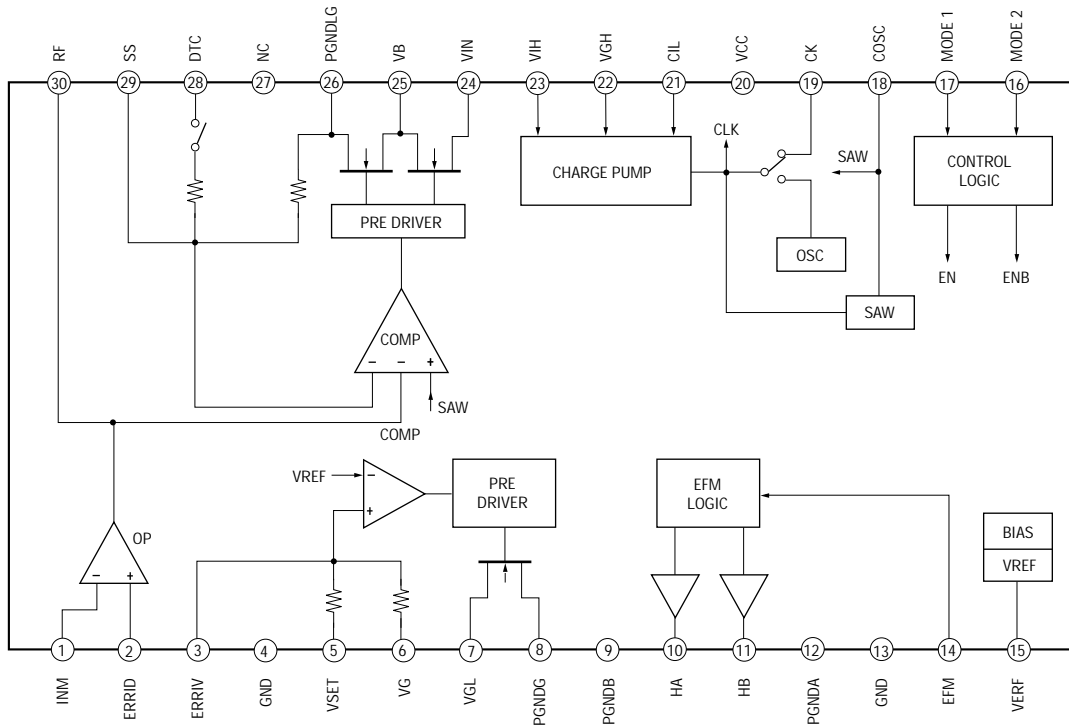 RF SS DTC NC PGNDLG VB VIN VIH VGH CIL VCC CK COSC MODE 1 MODE 2
30 29 28 27 26 25 24 23 22 21 20 19 18 17 16
CLK
SAW
CHARGE PUMP
CONTROL
LOGIC
PRE DRIVER
OSC
EN
ENB
SAW
COMP
− − +
SAW
COMP
VREF
−
+
PRE
DRIVER
EFM
LOGIC
OP
− +
BIAS
VREF
1 2 3 4 5 6 7 8 9 10 11 12 13 14 15
INM ERRID ERRIV GND VSET VG VGL PGNDG PGNDB HA HB PGNDA GND EFM VERF